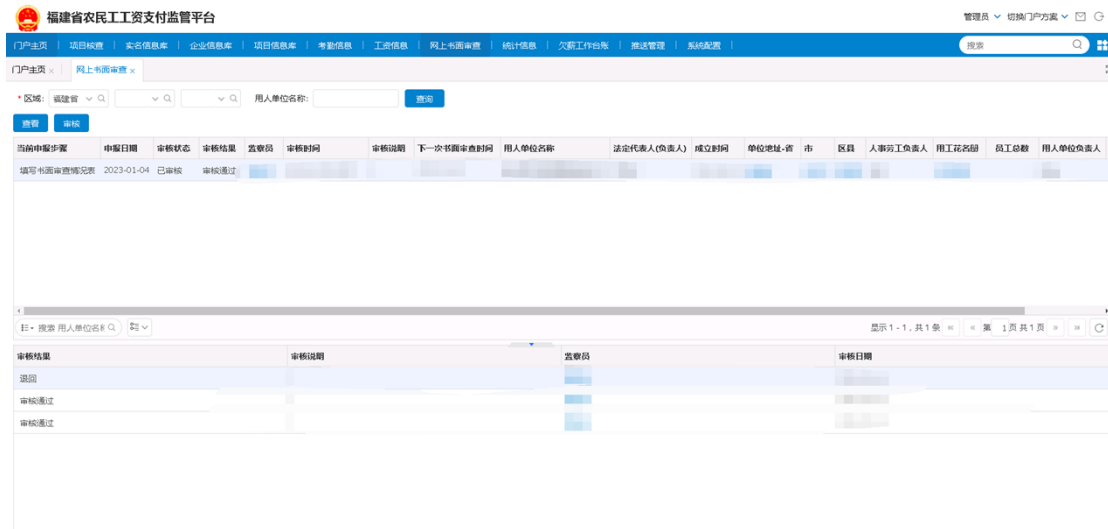 福建省农民工工资支付监管平台
管理员 切换门户方案
门户主页 项目核查 实名信息库 企业信息库 项目信息库 考勤信息 工资信息 网上书面审查 统计信息 欠薪工作台账 推送管理 系统配置 搜索
门户主页 × 网上书面审查 ×
* 区域: 福建省 用人单位名称: 查询
查看 审核
当前申报步骤 申报日期 审核状态 审核结果 监察员 审核时间 审核说明 下一次书面审查时间 用人单位名称 法定代表人(负责人) 成立时间 单位地址-省 市 区县 人事劳工负责人 用工花名册 员工总数 用人单位负责人
填写书面审查情况表 2023-01-04 已审核 审核通过
搜索 用人单位名称 显示 1 - 1 , 共 1 条 « < 第 1 页 共 1 页 > »
审核结果 审核说明 监察员 审核日期
退回
审核通过
审核通过